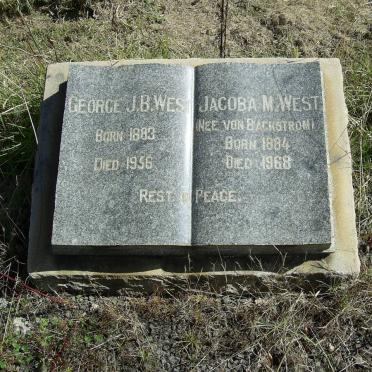 GEORGE J.B. WEST
BORN 1883
DIED 1956
JACOBA M. WEST
(NEE VON BACKSTROM)
BORN 1884
DIED 1968
REST IN PEACE.